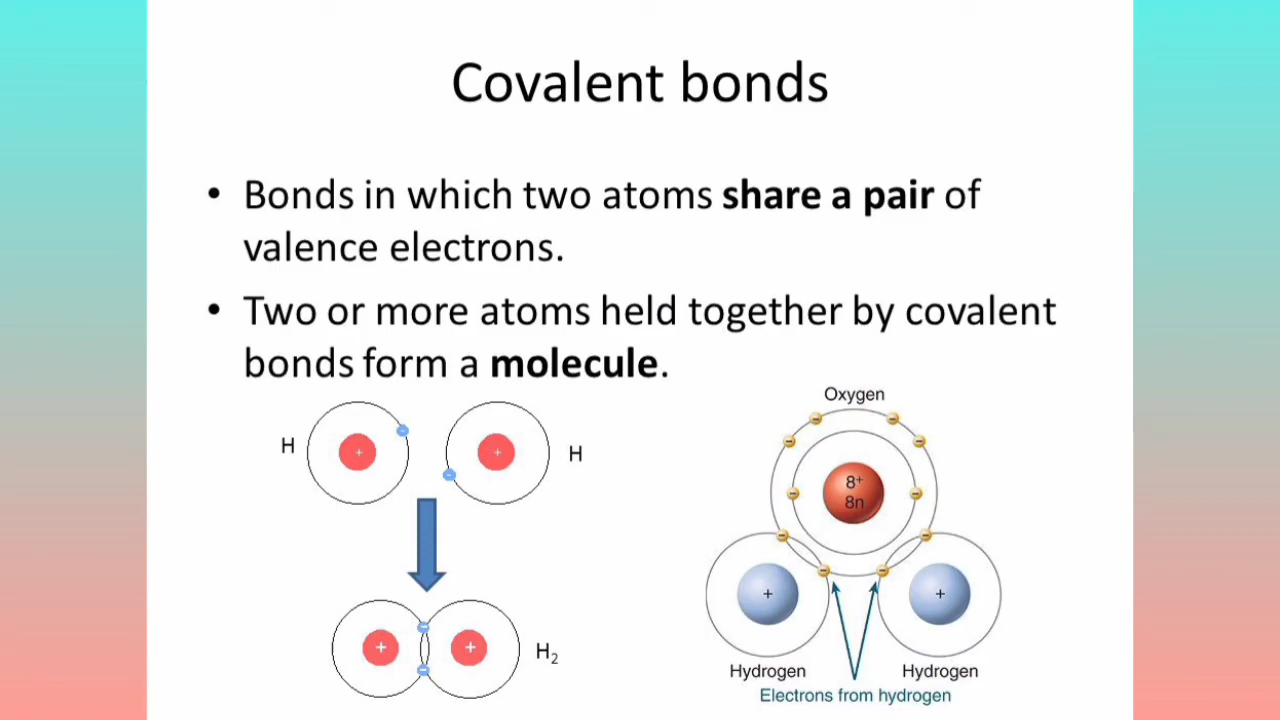 Covalent bonds
• Bonds in which two atoms share a pair of
valence electrons.
• Two or more atoms held together by covalent
bonds form a molecule.
Oxygen
H
+
-
+
-
H
8+
8n
+
+
H₂
+
+
Hydrogen
Hydrogen
Electrons from hydrogen